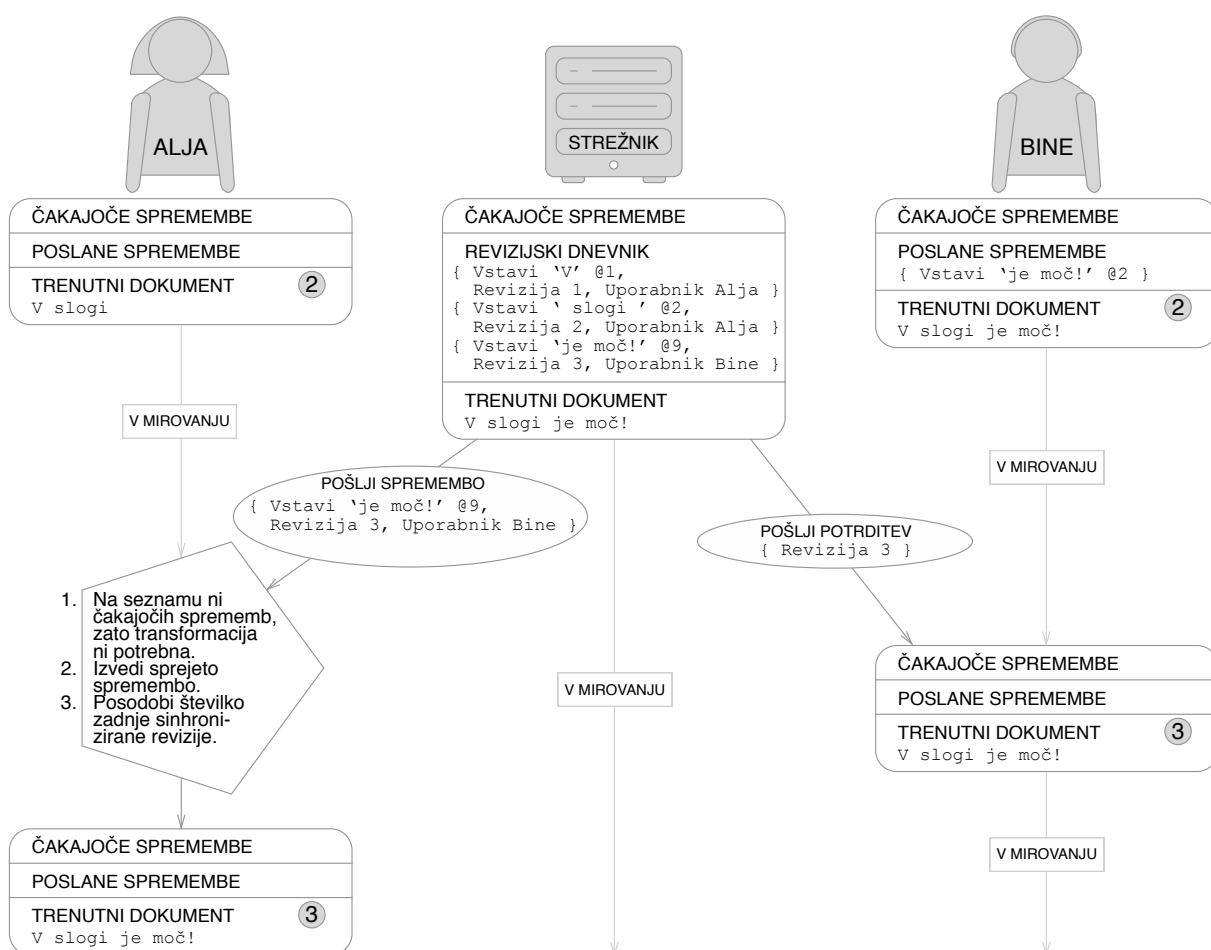 ALJA
STREŽNIK
BINE
ČAKAJOČE SPREMEMBE
POSLANE SPREMEMBE
TRENUTNI DOKUMENT 2
V slogi
ČAKAJOČE SPREMEMBE
REVIZIJSKI DNEVNIK
{ Vstavi ‘V’ @1,
Revizija 1, Uporabnik Alja }
{ Vstavi ‘ slogi ’ @2,
Revizija 2, Uporabnik Alja }
{ Vstavi ‘je moč!’ @9,
Revizija 3, Uporabnik Bine }
TRENUTNI DOKUMENT
V slogi je moč!
ČAKAJOČE SPREMEMBE
POSLANE SPREMEMBE
{ Vstavi ‘je moč!’ @2 }
TRENUTNI DOKUMENT 2
V slogi je moč!
V MIROVANJU
V MIROVANJU
POŠLJI SPREMEMBO
{ Vstavi ‘je moč!’ @9,
Revizija 3, Uporabnik Bine }
POŠLJI POTRDITEV
{ Revizija 3 }
1. Na seznamu ni
čakajočih sprememb,
zato transformacija
ni potrebna.
2. Izvedi sprejeto
spremembo.
3. Posodobi številko
zadnje sinhroni-
zirane revizije.
V MIROVANJU
ČAKAJOČE SPREMEMBE
POSLANE SPREMEMBE
TRENUTNI DOKUMENT 3
V slogi je moč!
V MIROVANJU
ČAKAJOČE SPREMEMBE
POSLANE SPREMEMBE
TRENUTNI DOKUMENT 3
V slogi je moč!